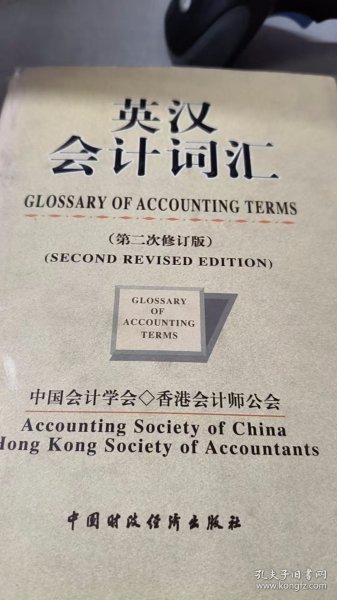 英汉
会计词汇
GLOSSARY OF ACCOUNTING TERMS
(第二次修订版)
(SECOND REVISED EDITION)
GLOSSARY
OF
ACCOUNTING
TERMS
中国会计学会◇香港会计师公会
Accounting Society of China
Hong Kong Society of Accountants
中国财政经济出版社
孔夫子旧书网
www.kongfz.com